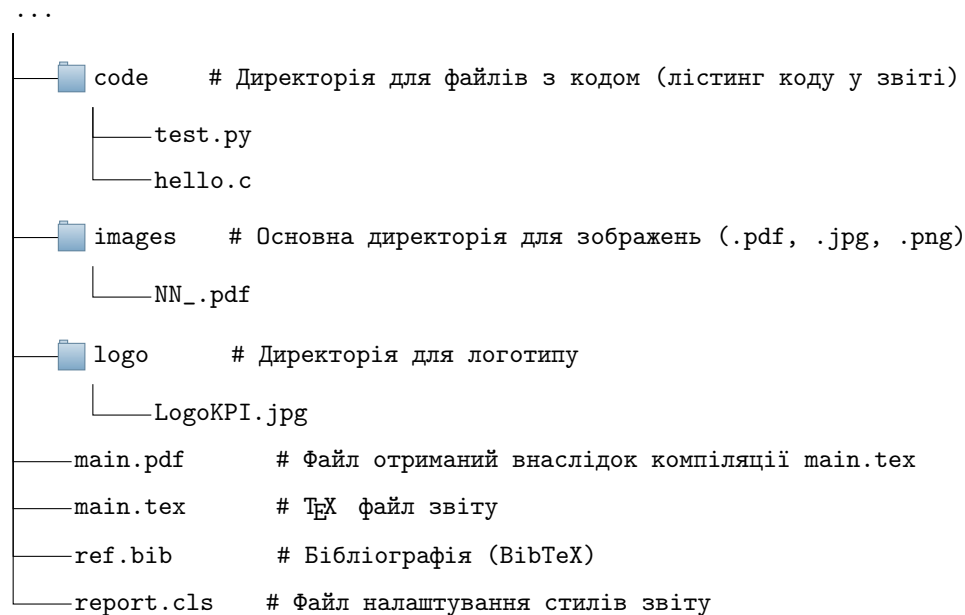 ...
code # Директорія для файлів з кодом (лістинг коду у звіті)
test.py
hello.c
images # Основна директорія для зображень (.pdf, .jpg, .png)
NN_.pdf
logo # Директорія для логотипу
LogoKPI.jpg
main.pdf # Файл отриманий внаслідок компіляції main.tex
main.tex # TEX файл звіту
ref.bib # Бібліографія (BibTeX)
report.cls # Файл налаштування стилів звіту